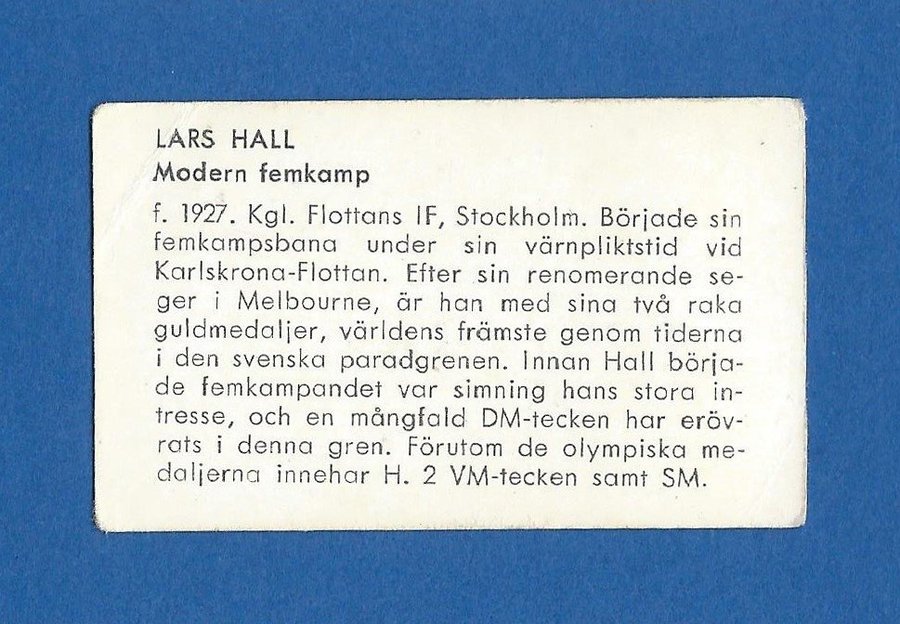 LARS HALL
Modern femkamp
f. 1927. Kgl. Flottans IF, Stockholm. Började sin
femkampsbana under sin värnpliktstid vid
Karlskrona-Flottan. Efter sin renomerande se-
ger i Melbourne, är han med sina två raka
guldmedaljer, världens främste genom tiderna
i den svenska paradgrenen. Innan Hall börja-
de femkampandet var simning hans stora in-
tresse, och en mångfald DM-tecken har eröv-
rats i denna gren. Förutom de olympiska me-
daljerna innehar H. 2 VM-tecken samt SM.